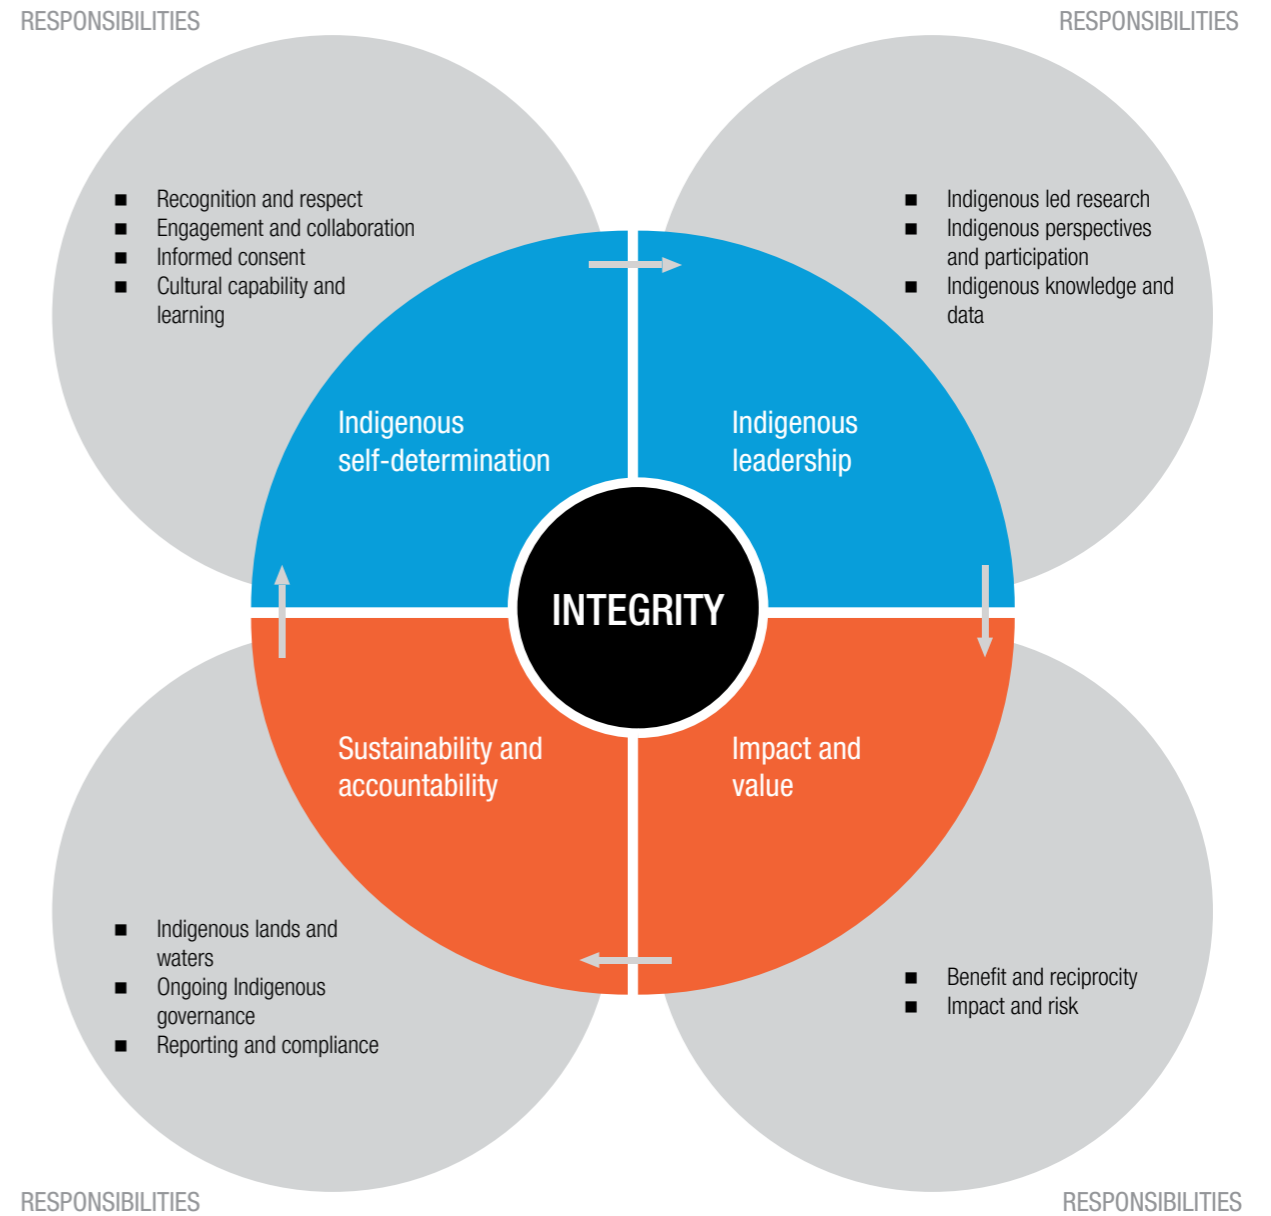 RESPONSIBILITIES
RESPONSIBILITIES
■ Recognition and respect
■ Engagement and collaboration
■ Informed consent
■ Cultural capability and
learning
■ Indigenous led research
■ Indigenous perspectives
and participation
■ Indigenous knowledge and
data
Indigenous
self-determination
Indigenous
leadership
INTEGRITY
Sustainability and
accountability
Impact and
value
■ Indigenous lands and
waters
■ Ongoing Indigenous
governance
■ Reporting and compliance
■ Benefit and reciprocity
■ Impact and risk
RESPONSIBILITIES
RESPONSIBILITIES